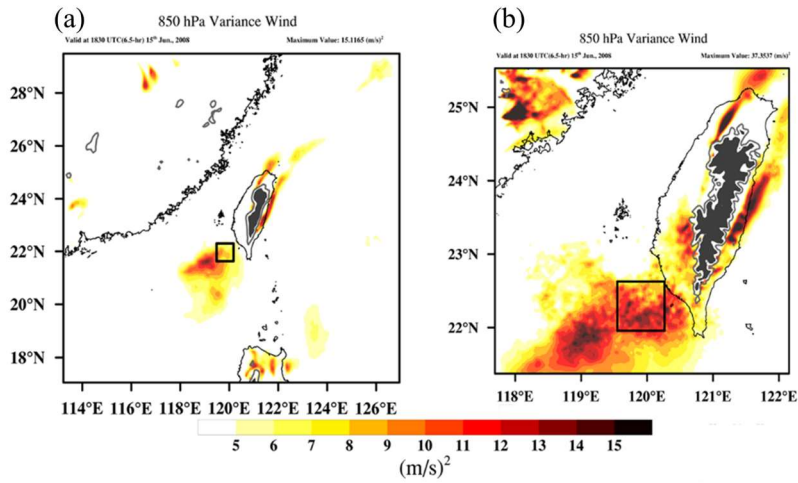 (a)
850 hPa Variance Wind
Valid at 1830 UTC(6.5-hr) 15th Jun., 2008 Maximum Value: 15.1165 (m/s)2
28°N
26°N
24°N
22°N
20°N
18°N
114°E 116°E 118°E 120°E 122°E 124°E 126°E
(b)
850 hPa Variance Wind
Valid at 1830 UTC(6.5-hr) 15th Jun., 2008 Maximum Value: 37.3537 (m/s)2
25°N
24°N
23°N
22°N
118°E 119°E 120°E 121°E 122°E
5 6 7 8 9 10 11 12 13 14 15
(m/s)2